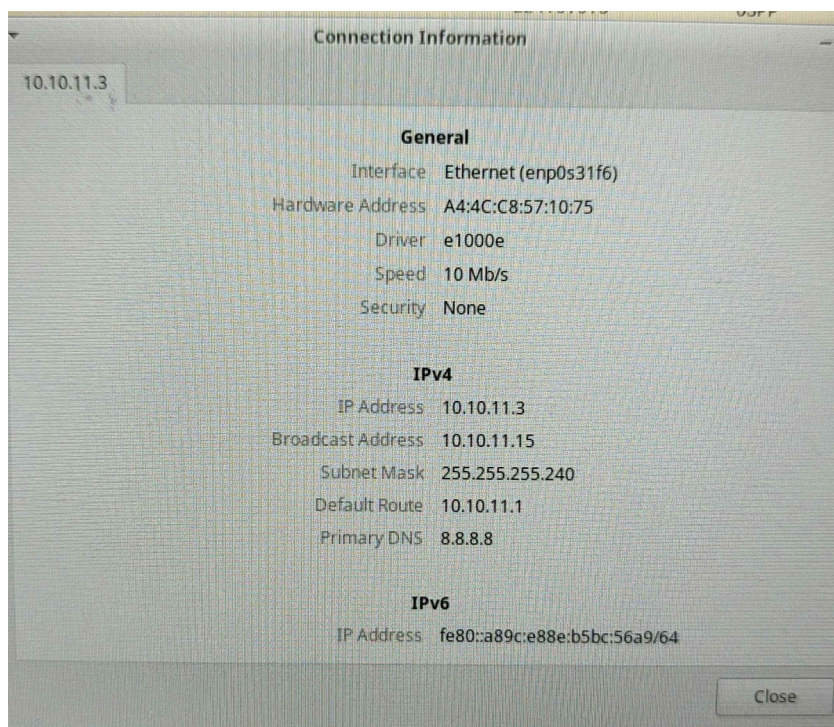 Connection Information
10.10.11.3
General
Interface Ethernet (enp0s31f6)
Hardware Address A4:4C:C8:57:10:75
Driver e1000e
Speed 10 Mb/s
Security None
IPv4
IP Address 10.10.11.3
Broadcast Address 10.10.11.15
Subnet Mask 255.255.255.240
Default Route 10.10.11.1
Primary DNS 8.8.8.8
IPv6
IP Address fe80::a89c:e88e:b5bc:56a9/64
Close